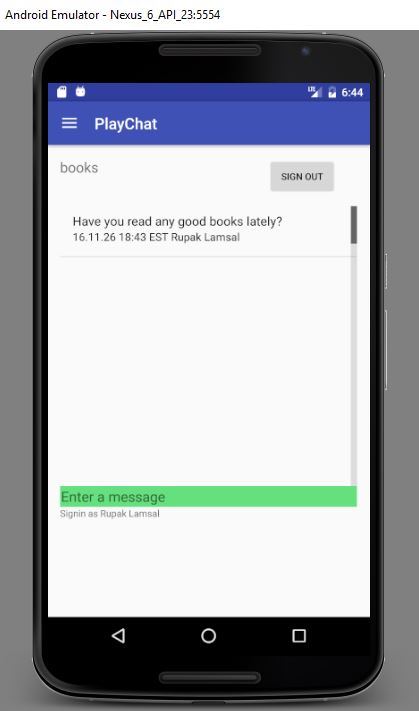 Android Emulator - Nexus_6_API_23:5554
LTE 6:44
PlayChat
books
SIGN OUT
Have you read any good books lately?
16.11.26 18:43 EST Rupak Lamsal
Enter a message
Signin as Rupak Lamsal